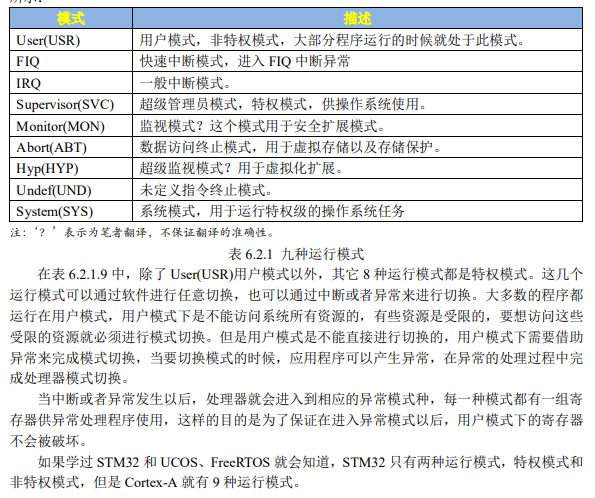 模式 描述
User(USR) 用户模式，非特权模式，大部分程序运行的时候就处于此模式。
FIQ 快速中断模式，进入 FIQ 中断异常
IRQ 一般中断模式。
Supervisor(SVC) 超级管理员模式，特权模式，供操作系统使用。
Monitor(MON) 监视模式？这个模式用于安全扩展模式。
Abort(ABT) 数据访问终止模式，用于虚拟存储以及存储保护。
Hyp(HYP) 超级监视模式？用于虚拟化扩展。
Undef(UND) 未定义指令终止模式。
System(SYS) 系统模式，用于运行特权级的操作系统任务
注：‘？’表示为笔者翻译，不保证翻译的准确性。
表 6.2.1 九种运行模式
在表 6.2.1.9 中，除了 User(USR)用户模式以外，其它 8 种运行模式都是特权模式。这几个
运行模式可以通过软件进行任意切换，也可以通过中断或者异常来进行切换。大多数的程序都
运行在用户模式，用户模式下是不能访问系统所有资源的，有些资源是受限的，要想访问这些
受限的资源就必须进行模式切换。但是用户模式是不能直接进行切换的，用户模式下需要借助
异常来完成模式切换，当要切换模式的时候，应用程序可以产生异常，在异常的处理过程中完
成处理器模式切换。
当中断或者异常发生以后，处理器就会进入到相应的异常模式种，每一种模式都有一组寄
存器供异常处理程序使用，这样的目的是为了保证在进入异常模式以后，用户模式下的寄存器
不会被破坏。
如果学过 STM32 和 UCOS、FreeRTOS 就会知道，STM32 只有两种运行模式，特权模式和
非特权模式，但是 Cortex-A 就有 9 种运行模式。